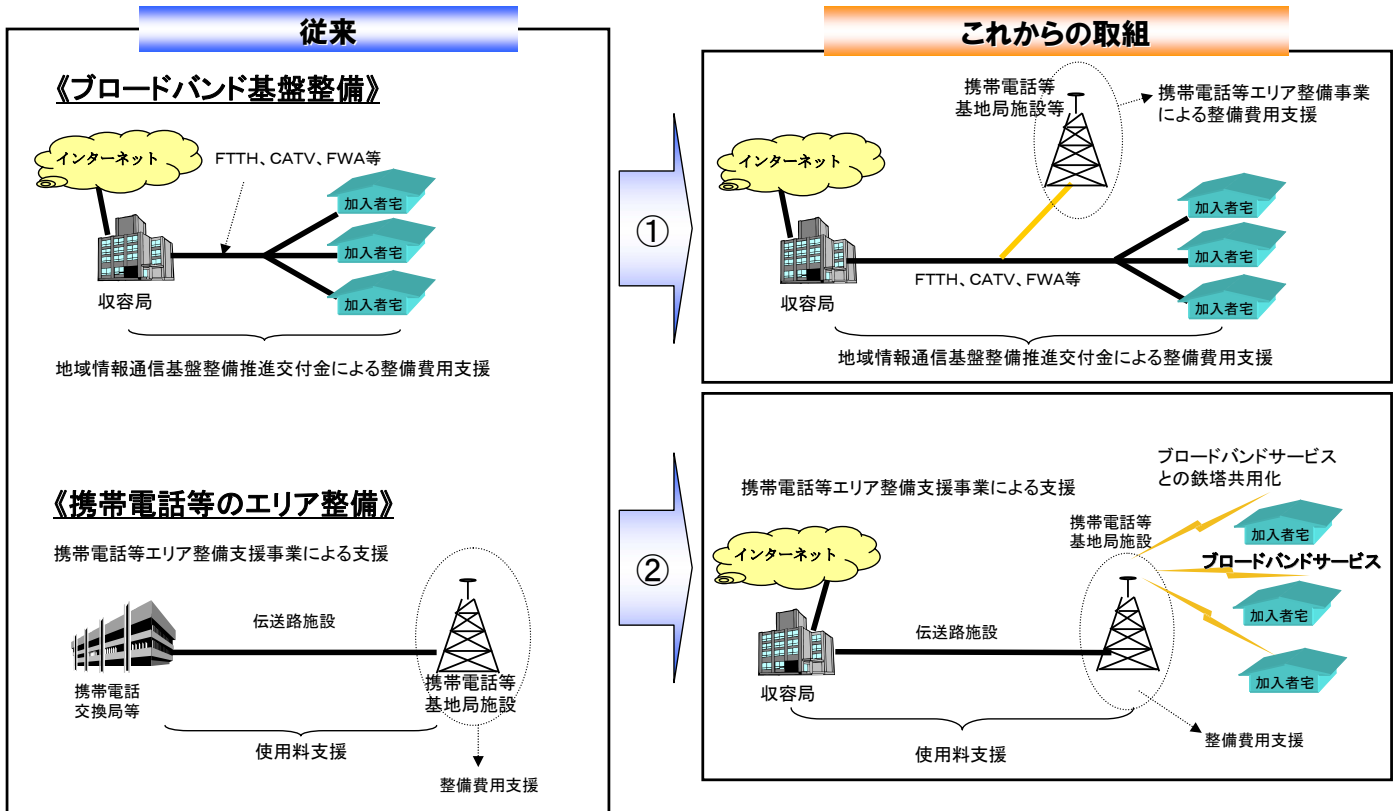 従来
《ブロードバンド基盤整備》
インターネット
FTTH、CATV、FWA等
加入者宅
加入者宅
加入者宅
収容局
地域情報通信基盤整備推進交付金による整備費用支援
《携帯電話等のエリア整備》
携帯電話等エリア整備支援事業による支援
伝送路施設
携帯電話
交換局等
携帯電話等
基地局施設
使用料支援
整備費用支援
①
②
これからの取組
携帯電話等
基地局施設等
携帯電話等エリア整備事業
による整備費用支援
インターネット
加入者宅
加入者宅
加入者宅
FTTH、CATV、FWA等
収容局
地域情報通信基盤整備推進交付金による整備費用支援
ブロードバンドサービス
との鉄塔共用化
携帯電話等エリア整備支援事業による支援
携帯電話等
基地局施設
インターネット
加入者宅
ブロードバンドサービス
加入者宅
加入者宅
伝送路施設
収容局
使用料支援
整備費用支援